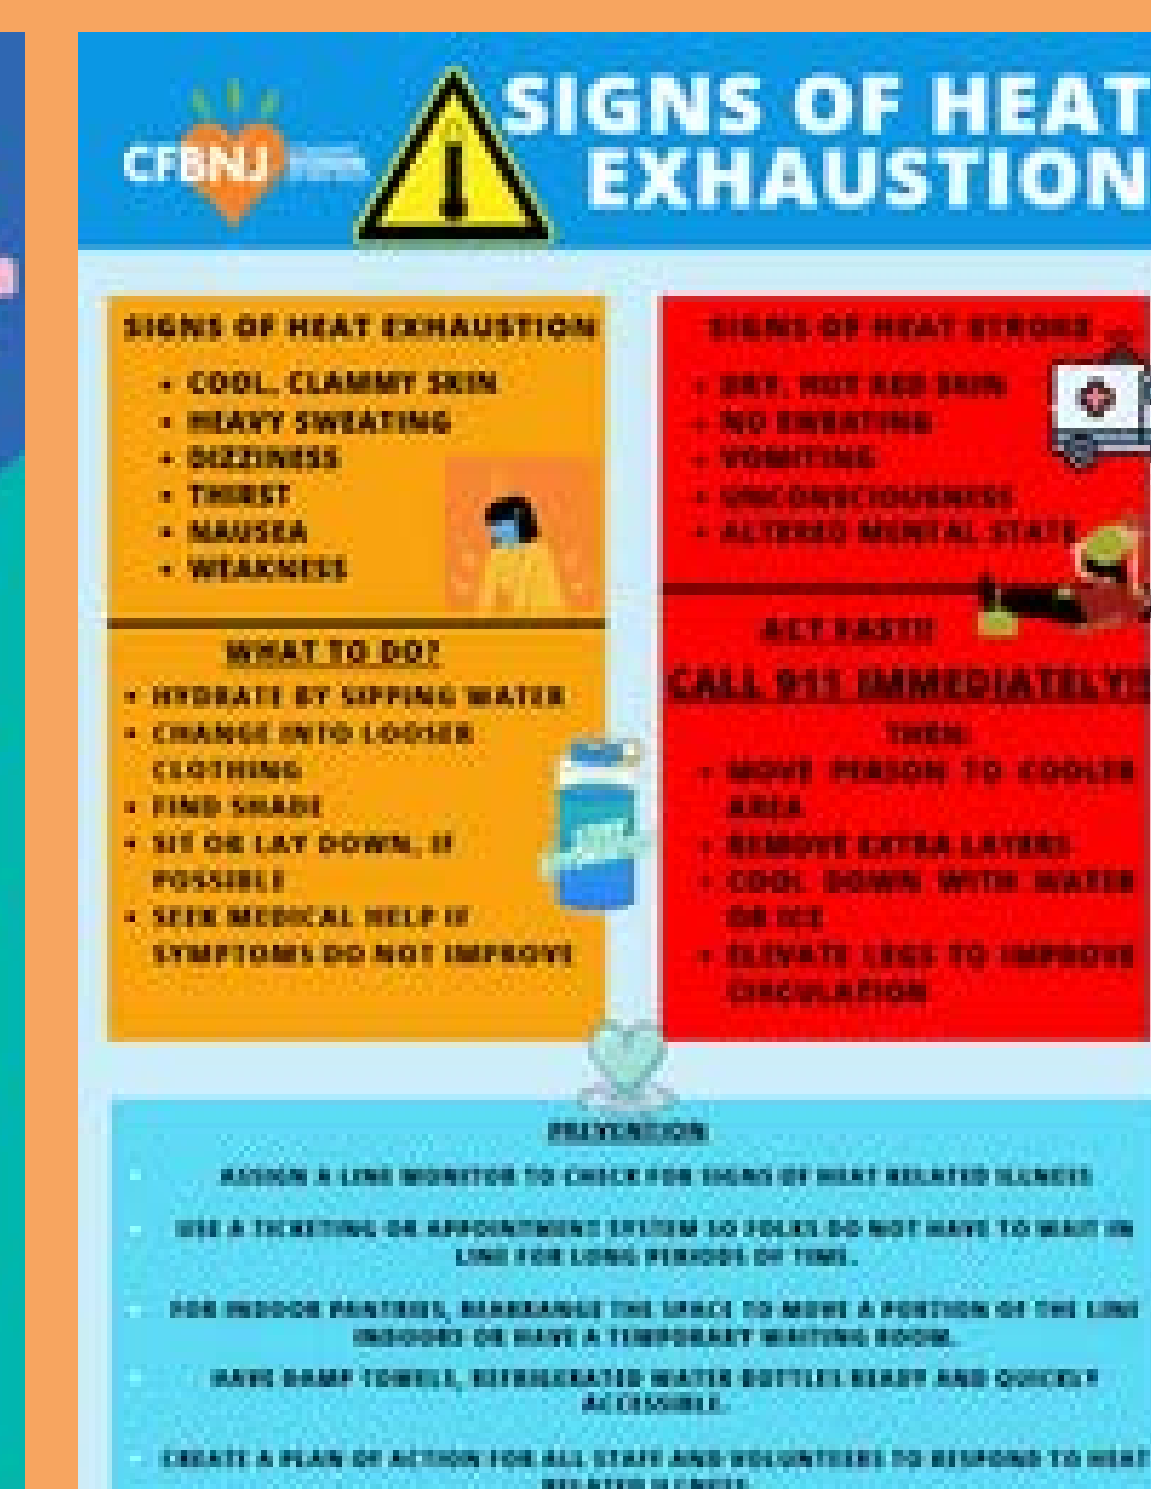 CFBNJ
SIGNS OF HEAT
EXHAUSTION
SIGNS OF HEAT EXHAUSTION
• COOL, CLAMMY SKIN
• HEAVY SWEATING
• DIZZINESS
• THIRST
• NAUSEA
• WEAKNESS
WHAT TO DO?
• HYDRATE BY SIPPING WATER
• CHANGE INTO LOOSER
CLOTHING
• FIND SHADE
• SIT OR LAY DOWN, IF
POSSIBLE
• SEEK MEDICAL HELP IF
SYMPTOMS DO NOT IMPROVE
SIGNS OF HEAT STROKE
• DRY, HOT RED SKIN
• NO SWEATING
• VOMITING
• UNCONSCIOUSNESS
• ALTERED MENTAL STATE
ACT FAST!!
CALL 911 IMMEDIATELY!!
THEN:
• MOVE PERSON TO COOLER
AREA
• REMOVE EXTRA LAYERS
• COOL DOWN WITH WATER
OR ICE
• ELEVATE LEGS TO IMPROVE
CIRCULATION
PREVENTION
ASSIGN A LINE MONITOR TO CHECK FOR SIGNS OF HEAT RELATED ILLNESS
USE A TICKETING OR APPOINTMENT SYSTEM SO FOLKS DO NOT HAVE TO WAIT IN
LINE FOR LONG PERIODS OF TIME.
FOR INDOOR PANTRIES, REARRANGE THE SPACE TO MOVE A PORTION OF THE LINE
INDOORS OR HAVE A TEMPORARY WAITING ROOM.
HAVE DAMP TOWELS, REFRIGERATED WATER BOTTLES READY AND QUICKLY
ACCESSIBLE.
CREATE A PLAN OF ACTION FOR ALL STAFF AND VOLUNTEERS TO RESPOND TO HEAT
RELATED ILLNESS